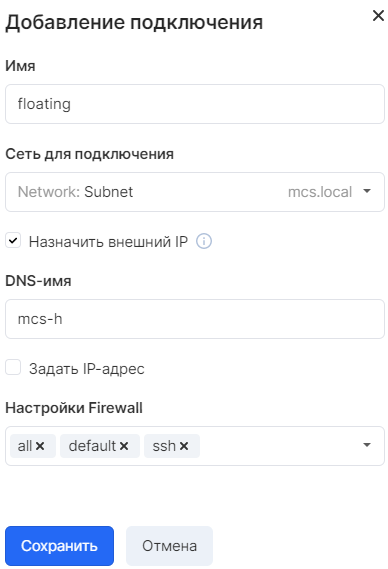 Добавление подключения
Имя
floating
Сеть для подключения
Network: Subnet mcs.local
Назначить внешний IP
DNS-имя
mcs-h
Задать IP-адрес
Настройки Firewall
all default ssh
Сохранить Отмена